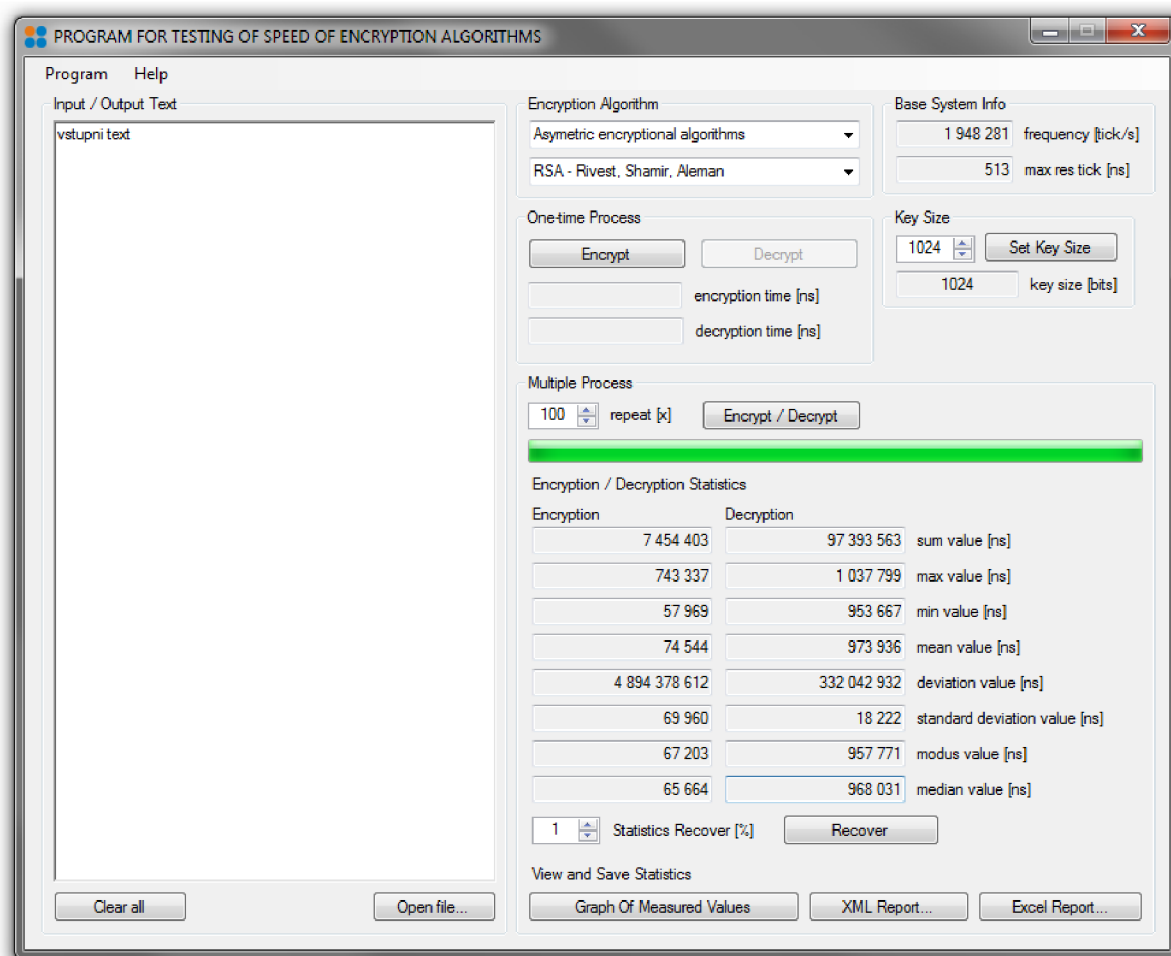 PROGRAM FOR TESTING OF SPEED OF ENCRYPTION ALGORITHMS
Program Help
Input / Output Text
vstupni text
Clear all Open file...
Encryption Algorithm
Asymetric encryptional algorithms
RSA - Rivest, Shamir, Aleman
Base System Info
1 948 281 frequency [tick/s]
513 max res tick [ns]
One-time Process
Encrypt Decrypt
encryption time [ns]
decryption time [ns]
Key Size
1024 Set Key Size
1024 key size [bits]
Multiple Process
100 repeat [x] Encrypt / Decrypt
Encryption / Decryption Statistics
Encryption Decryption
7 454 403 97 393 563 sum value [ns]
743 337 1 037 799 max value [ns]
57 969 953 667 min value [ns]
74 544 973 936 mean value [ns]
4 894 378 612 332 042 932 deviation value [ns]
69 960 18 222 standard deviation value [ns]
67 203 957 771 modus value [ns]
65 664 968 031 median value [ns]
1 Statistics Recover [%] Recover
View and Save Statistics
Graph Of Measured Values XML Report... Excel Report...